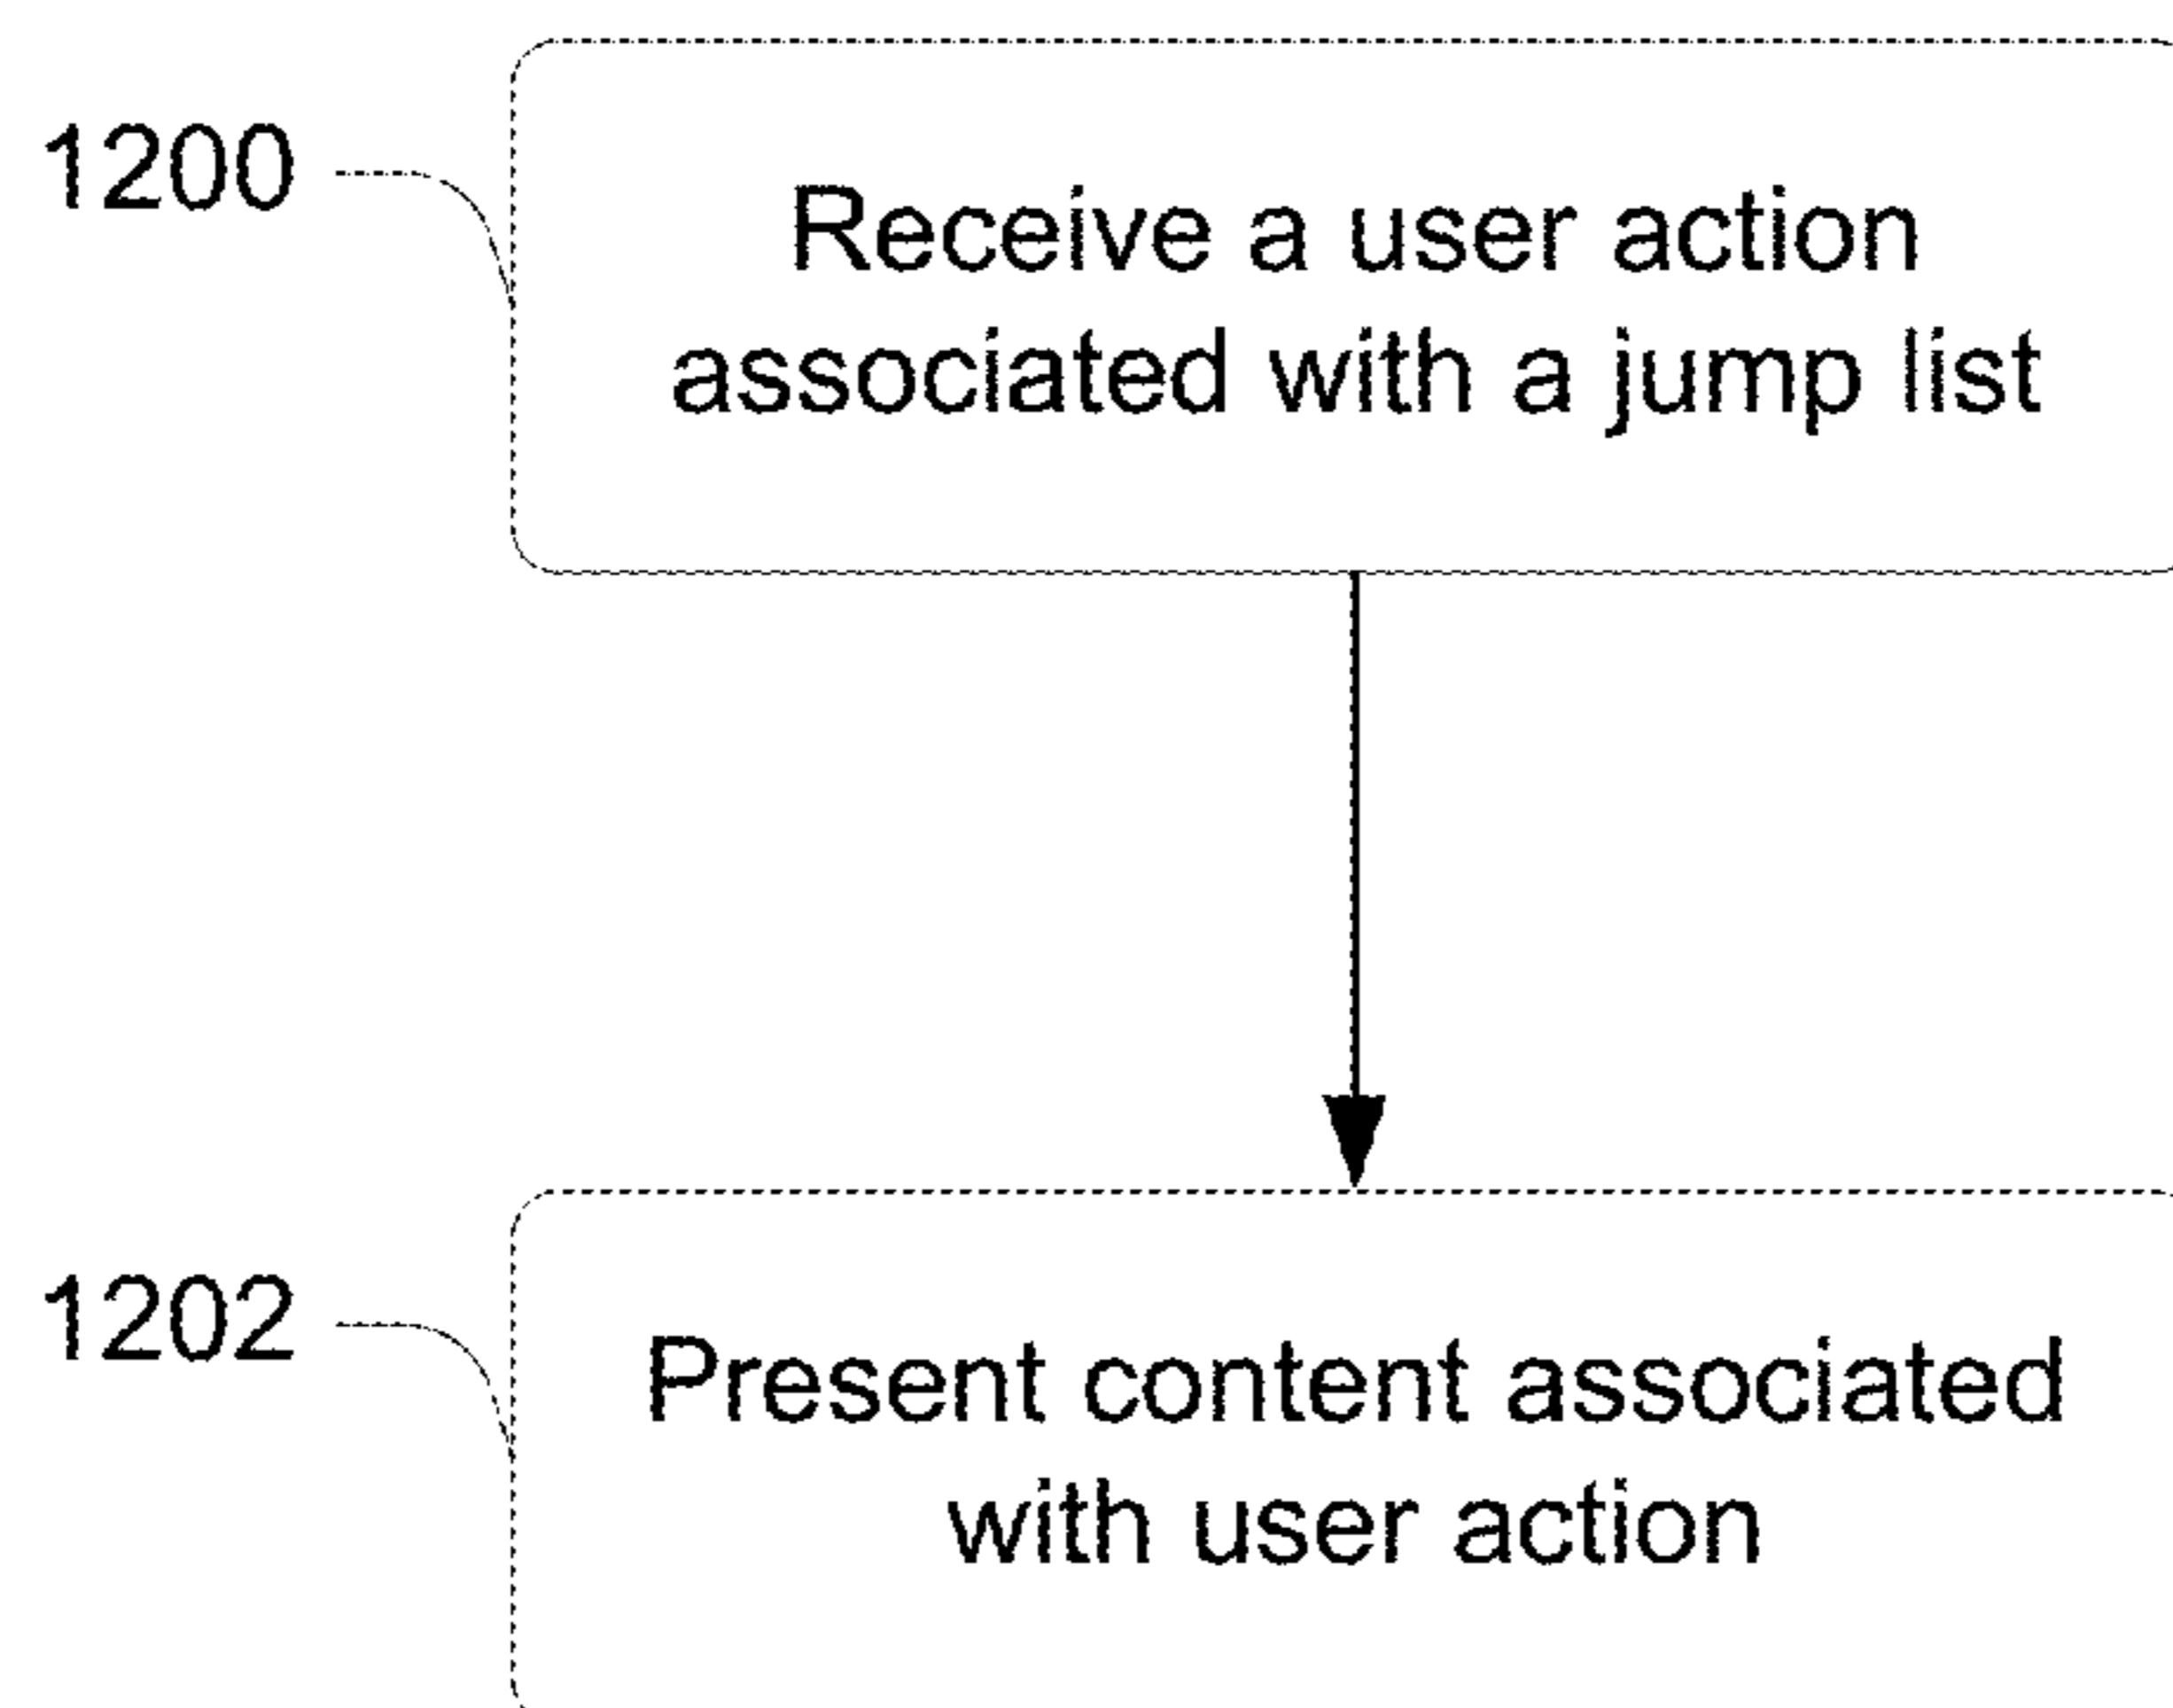 1200
Receive a user action
associated with a jump list
1202
Present content associated
with user action